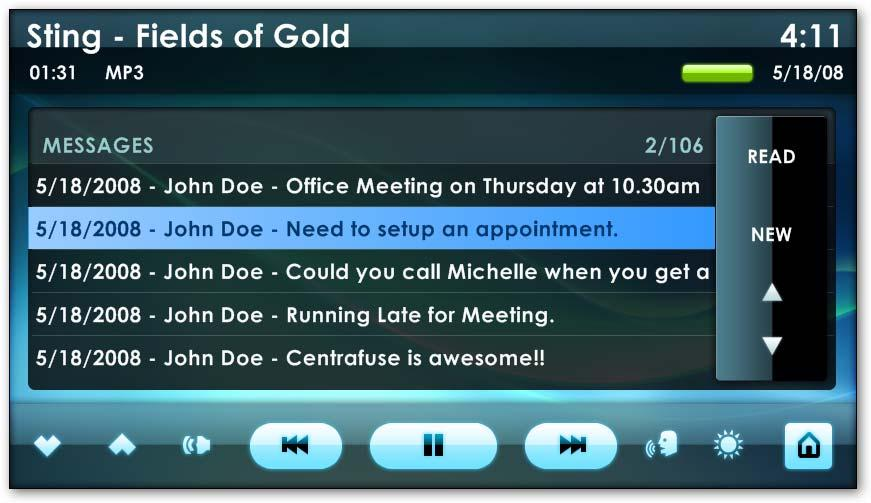 Sting - Fields of Gold 4:11
01:31 MP3 5/18/08
MESSAGES 2/106
READ
5/18/2008 - John Doe - Office Meeting on Thursday at 10.30am
5/18/2008 - John Doe - Need to setup an appointment.
NEW
5/18/2008 - John Doe - Could you call Michelle when you get a
5/18/2008 - John Doe - Running Late for Meeting.
5/18/2008 - John Doe - Centrafuse is awesome!!